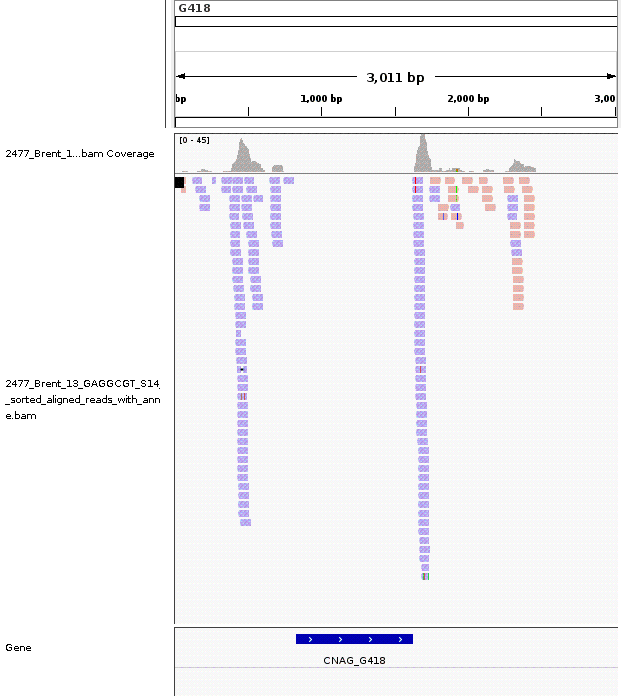 G418
3,011 bp
bp
1,000 bp
2,000 bp
3,00
[0 - 45]
2477_Brent_1...bam Coverage
2477_Brent_13_GAGGCGT_S14_
_sorted_aligned_reads_with_ann
e.bam
Gene
CNAG_G418